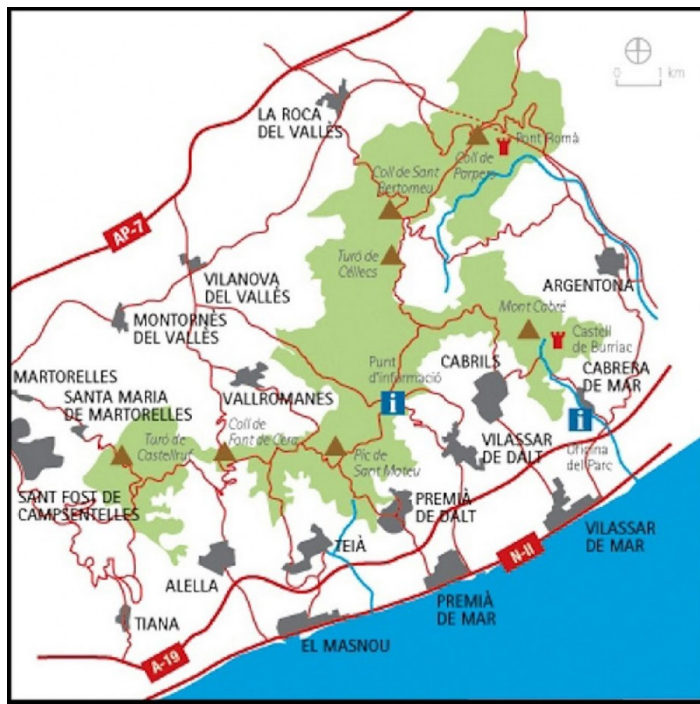 0 1 km
LA ROCA
DEL VALLÈS
Pont Romà
Coll de
Parpers
Coll de Sant
Bertomeu
AP-7
Turó de
Céllecs
VILANOVA
DEL VALLÈS
ARGENTONA
Mont Cabré
MONTORNÈS
DEL VALLÈS
Castell
de Burriac
Punt
d'informació
CABRILS
CABRERA
DE MAR
MARTORELLES
SANTA MARIA
DE MARTORELLES
VALLROMANES
i
i
Coll de
Font de Cera
Turó de
Castellruf
Pic de
Sant Mateu
VILASSAR
DE DALT
Oficina
del Parc
SANT FOST DE
CAMPSENTELLES
PREMIÀ
DE DALT
VILASSAR
DE MAR
TEIÀ
ALELLA
N-II
PREMIÀ
DE MAR
TIANA
EL MASNOU
A-19